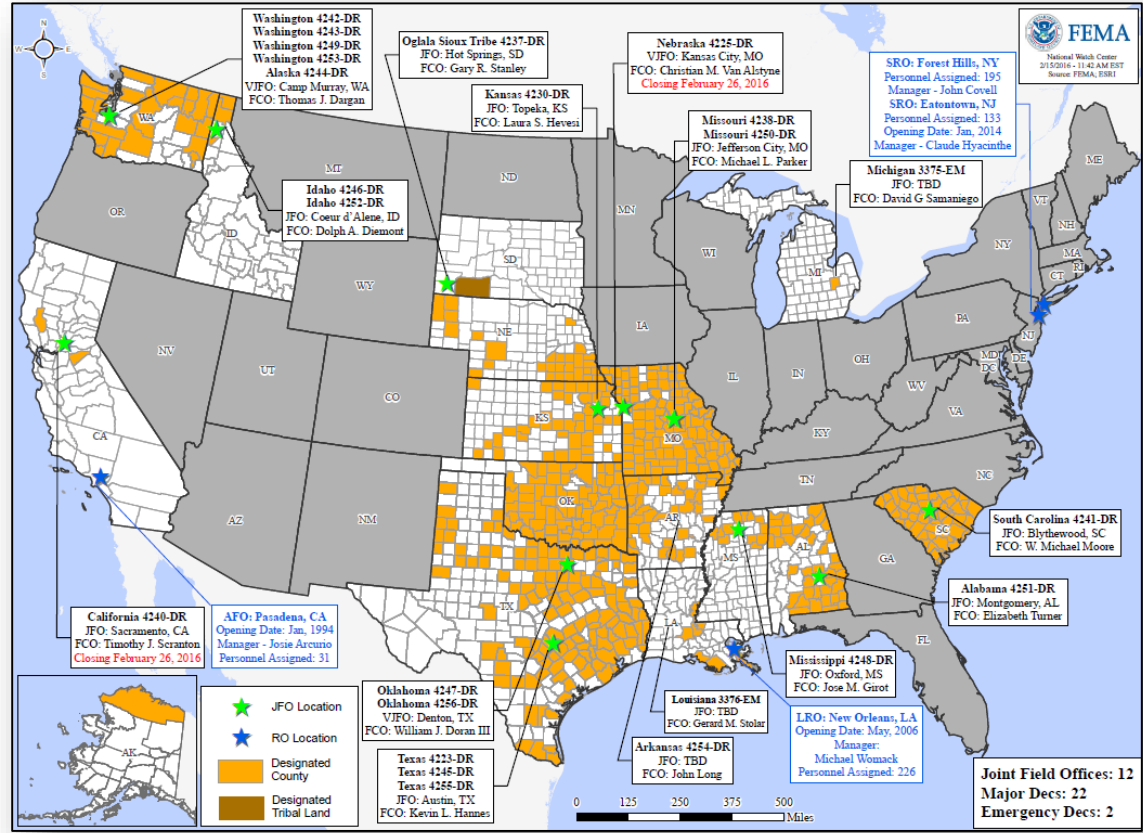 N
W
E
S
Washington 4242-DR
Washington 4243-DR
Washington 4249-DR
Washington 4253-DR
Alaska 4244-DR
VJFO: Camp Murray, WA
FCO: Thomas J. Dargan
Oglala Sioux Tribe 4237-DR
JFO: Hot Springs, SD
FCO: Gary R. Stanley
Nebraska 4225-DR
VJFO: Kansas City, MO
FCO: Christian M. Van Alstyne
Closing February 26, 2016
FEMA
National Watch Center
2/15/2016 - 11:42 AM EST
Source: FEMA, ESRI
Kansas 4230-DR
JFO: Topeka, KS
FCO: Laura S. Hevesi
Missouri 4238-DR
Missouri 4250-DR
JFO: Jefferson City, MO
FCO: Michael L. Parker
SRO: Forest Hills, NY
Personnel Assigned: 195
Manager - John Covell
SRO: Eatontown, NJ
Personnel Assigned: 133
Opening Date: Jan, 2014
Manager - Claude Hyacinthe
Michigan 3375-EM
JFO: TBD
FCO: David G Samaniego
Idaho 4246-DR
Idaho 4252-DR
JFO: Coeur d'Alene, ID
FCO: Dolph A. Diemont
WA
MT
ND
MN
ME
VT
NH
OR
ID
SD
WI
MI
NY
MA
CT
RI
WY
NE
IA
PA
NJ
NV
UT
CO
KS
MO
IL
IN
OH
MD
DC
DE
WV
VA
KY
CA
AZ
NM
OK
AR
TN
NC
SC
TX
LA
MS
AL
GA
FL
South Carolina 4241-DR
JFO: Blythewood, SC
FCO: W. Michael Moore
Alabama 4251-DR
JFO: Montgomery, AL
FCO: Elizabeth Turner
California 4240-DR
JFO: Sacramento, CA
FCO: Timothy J. Scranton
Closing February 26, 2016
AFO: Pasadena, CA
Opening Date: Jan, 1994
Manager - Josie Arcurio
Personnel Assigned: 31
Mississippi 4248-DR
JFO: Oxford, MS
FCO: Jose M. Girot
Oklahoma 4247-DR
Oklahoma 4256-DR
VJFO: Denton, TX
FCO: William J. Doran III
Louisiana 3376-EM
JFO: TBD
FCO: Gerard M. Stolar
LRO: New Orleans, LA
Opening Date: May, 2006
Manager:
Michael Womack
Personnel Assigned: 226
Arkansas 4254-DR
JFO: TBD
FCO: John Long
Texas 4223-DR
Texas 4245-DR
Texas 4255-DR
JFO: Austin, TX
FCO: Kevin L. Hannes
AK
JFO Location
RO Location
Designated
County
Designated
Tribal Land
0 125 250 375 500
Miles
Joint Field Offices: 12
Major Decs: 22
Emergency Decs: 2